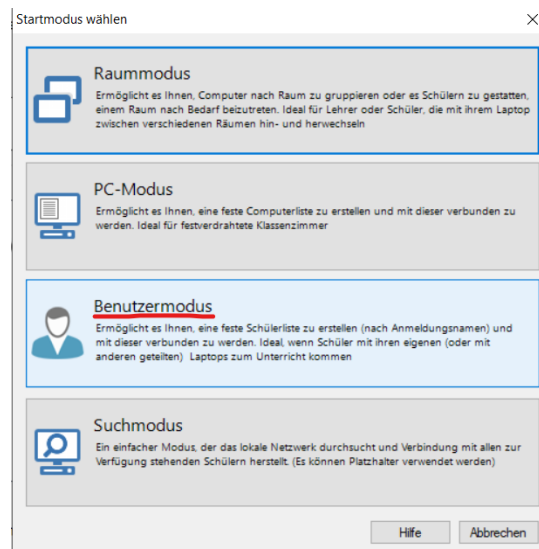 Startmodus wählen
Raummodus
Ermöglicht es Ihnen, Computer nach Raum zu gruppieren oder es Schülern zu gestatten,
einem Raum nach Bedarf beizutreten. Ideal für Lehrer oder Schüler, die mit ihrem Laptop
zwischen verschiedenen Räumen hin- und herwechseln
PC-Modus
Ermöglicht es Ihnen, eine feste Computerliste zu erstellen und mit dieser verbunden zu
werden. Ideal für festverdrahtete Klassenzimmer
Benutzermodus
Ermöglicht es Ihnen, eine feste Schülerliste zu erstellen (nach Anmeldungsnamen) und
mit dieser verbunden zu werden. Ideal, wenn Schüler mit ihren eigenen (oder mit
anderen geteilten) Laptops zum Unterricht kommen
Suchmodus
Ein einfacher Modus, der das lokale Netzwerk durchsucht und Verbindung mit allen zur
Verfügung stehenden Schülern herstellt. (Es können Platzhalter verwendet werden)
Hilfe Abbrechen